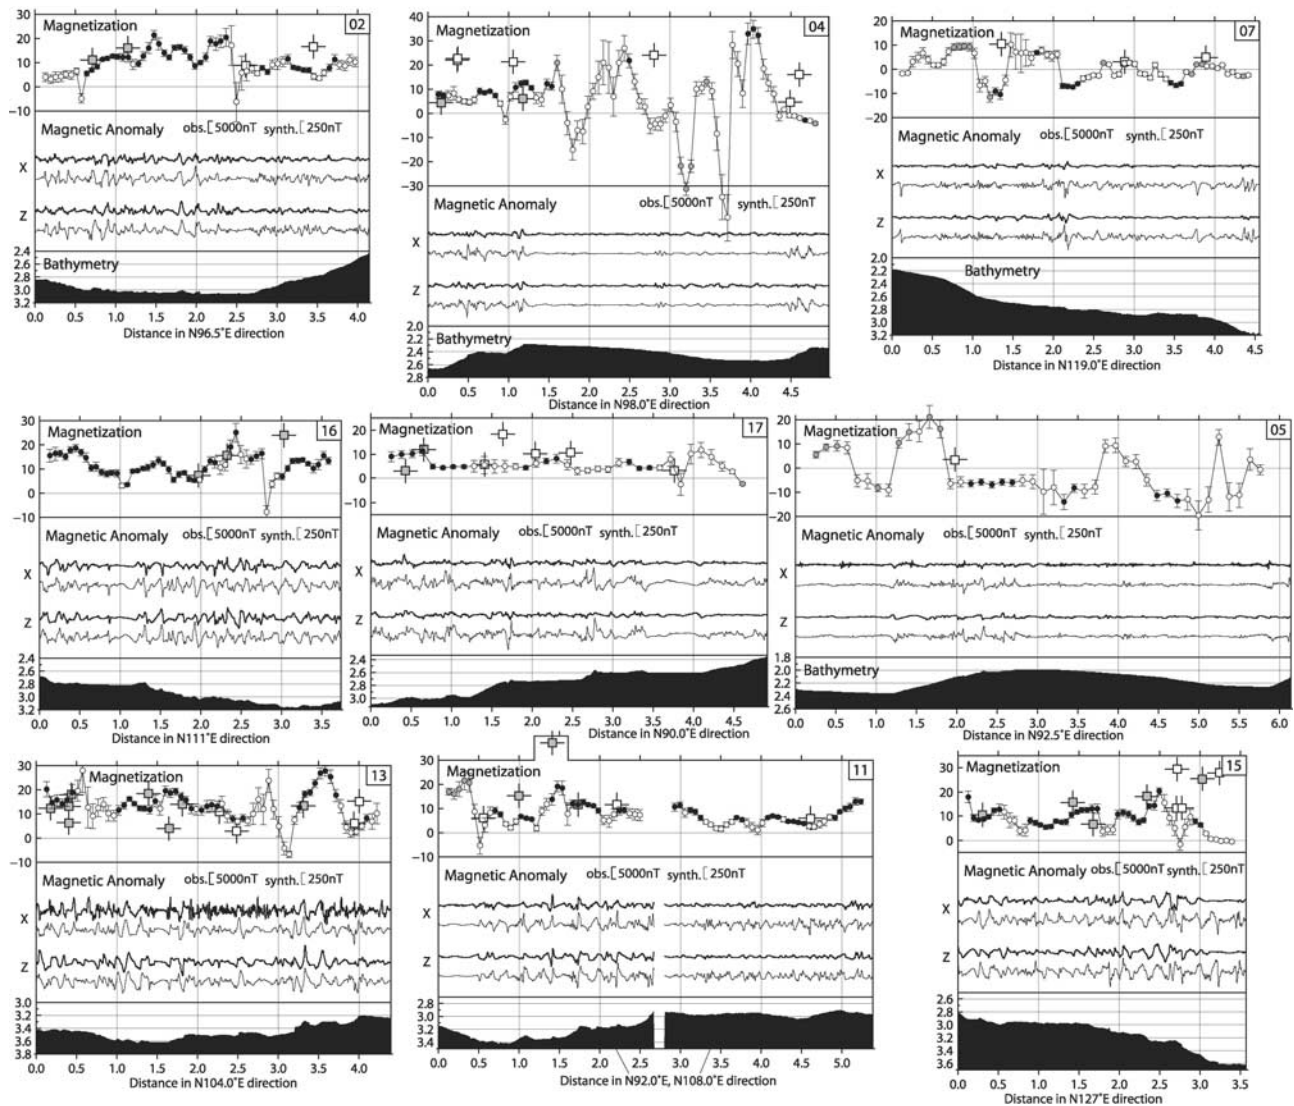 Magnetization 02
30
20
10
0
−10
Magnetic Anomaly obs.[5000nT synth.[250nT
X
Z
2.4
2.8
3.0
3.2
Bathymetry
0.0 0.5 1.0 1.5 2.0 2.5 3.0 3.5 4.0
Distance in N96.5°E direction
Magnetization 04
40
30
20
10
0
−10
−20
−30
Magnetic Anomaly obs.[5000nT synth.[250nT
X
Z
2.0
2.2
2.4
2.6
2.8
Bathymetry
0.0 0.5 1.0 1.5 2.0 2.5 3.0 3.5 4.0 4.5
Distance in N98.0°E direction
Magnetization 07
20
10
0
−10
−20
Magnetic Anomaly obs.[5000nT synth.[250nT
X
Z
2.0
2.2
2.4
2.6
2.8
3.0
3.2
Bathymetry
0.0 0.5 1.0 1.5 2.0 2.5 3.0 3.5 4.0 4.5
Distance in N119.0°E direction
Magnetization 16
30
20
10
0
−10
Magnetic Anomaly obs.[5000nT synth.[250nT
X
Z
2.4
2.6
2.8
3.0
3.2
0.0 0.5 1.0 1.5 2.0 2.5 3.0 3.5
Distance in N111°E direction
Magnetization 17
20
10
0
−10
Magnetic Anomaly obs.[5000nT synth.[250nT
X
Z
2.4
2.6
2.8
3.0
0.0 0.5 1.0 1.5 2.0 2.5 3.0 3.5 4.0 4.5
Distance in N90.0°E direction
Magnetization 05
20
10
0
−10
−20
Magnetic Anomaly obs.[5000nT synth.[250nT
X
Z
1.8
2.0
2.2
2.4
2.6
Bathymetry
0.0 0.5 1.0 1.5 2.0 2.5 3.0 3.5 4.0 4.5 5.0 5.5 6.0
Distance in N92.5°E direction
Magnetization 13
30
20
10
0
−10
Magnetic Anomaly obs.[5000nT synth.[250nT
X
Z
3.0
3.2
3.4
3.6
3.8
0.0 0.5 1.0 1.5 2.0 2.5 3.0 3.5 4.0
Distance in N104.0°E direction
Magnetization 11
30
20
10
0
−10
Magnetic Anomaly obs.[5000nT synth.[250nT
X
Z
2.8
3.0
3.2
3.4
0.0 0.5 1.0 1.5 2.0 2.5 3.0 3.5 4.0 4.5 5.0
Distance in N92.0°E, N108.0°E direction
Magnetization 15
30
20
10
0
Magnetic Anomaly obs.[5000nT synth.[250nT
X
Z
2.6
2.8
3.0
3.2
3.4
3.6
0.0 0.5 1.0 1.5 2.0 2.5 3.0 3.5
Distance in N127°E direction